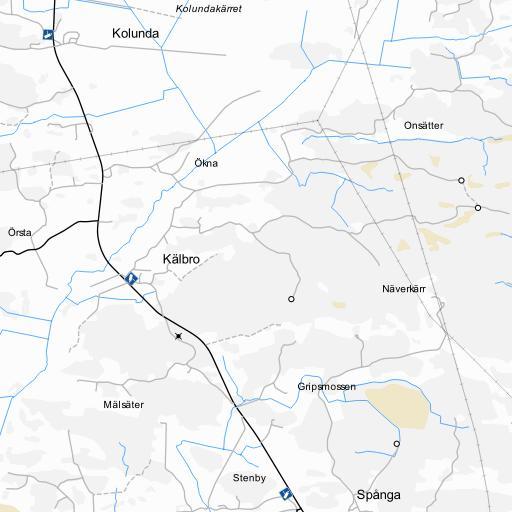 Kolundakärret
Kolunda
Onsätter
Ökna
Örsta
Kälbro
Näverkärr
Gripsmossen
Mälsäter
Stenby
Spånga